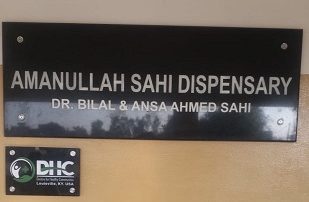 AMANULLAH SAHI DISPENSARY
DR. BILAL & ANSA AHMED SAHI
DHC
Louisville, KY. USA